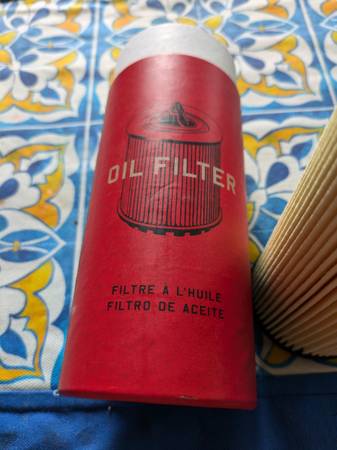 OIL FILTER
FILTRE À L'HUILE
FILTRO DE ACEITE